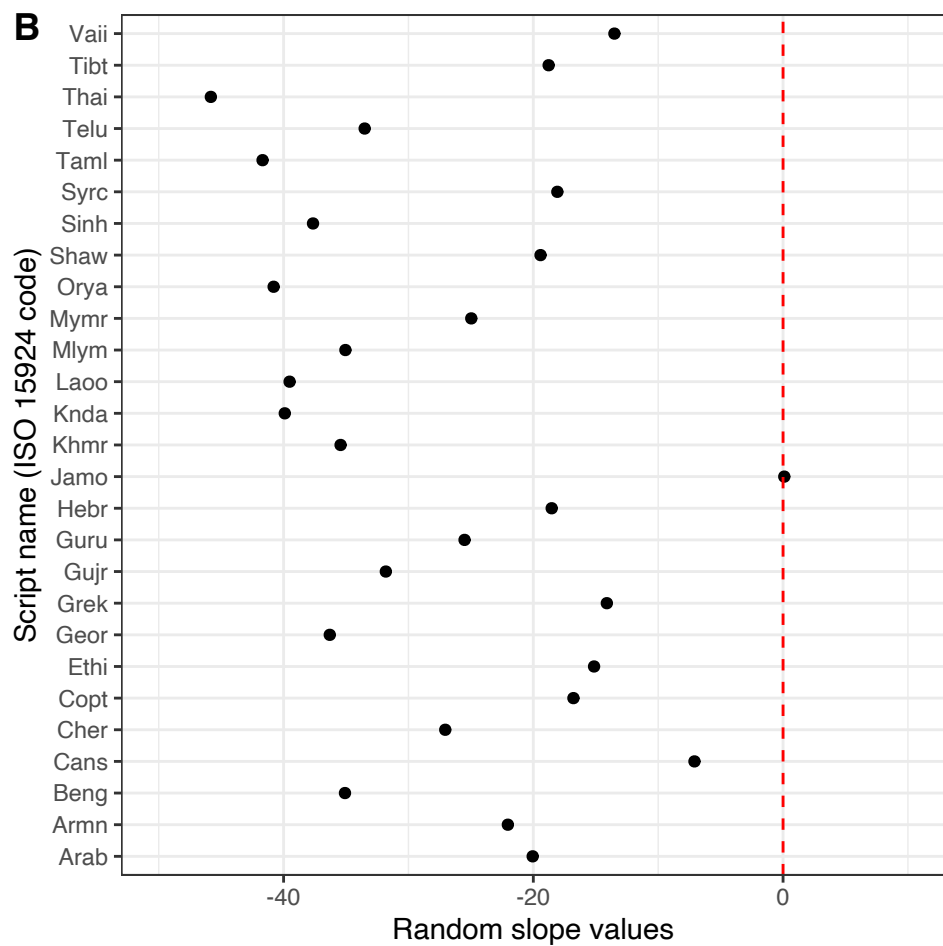 B
Vaii
Tibt
Thai
Telu
Taml
Syrc
Sinh
Shaw
Orya
Mymr
Mlym
Laoo
Knda
Khmr
Jamo
Hebr
Guru
Gujr
Grek
Geor
Ethi
Copt
Cher
Cans
Beng
Armn
Arab
Script name (ISO 15924 code)
-40 -20 0
Random slope values